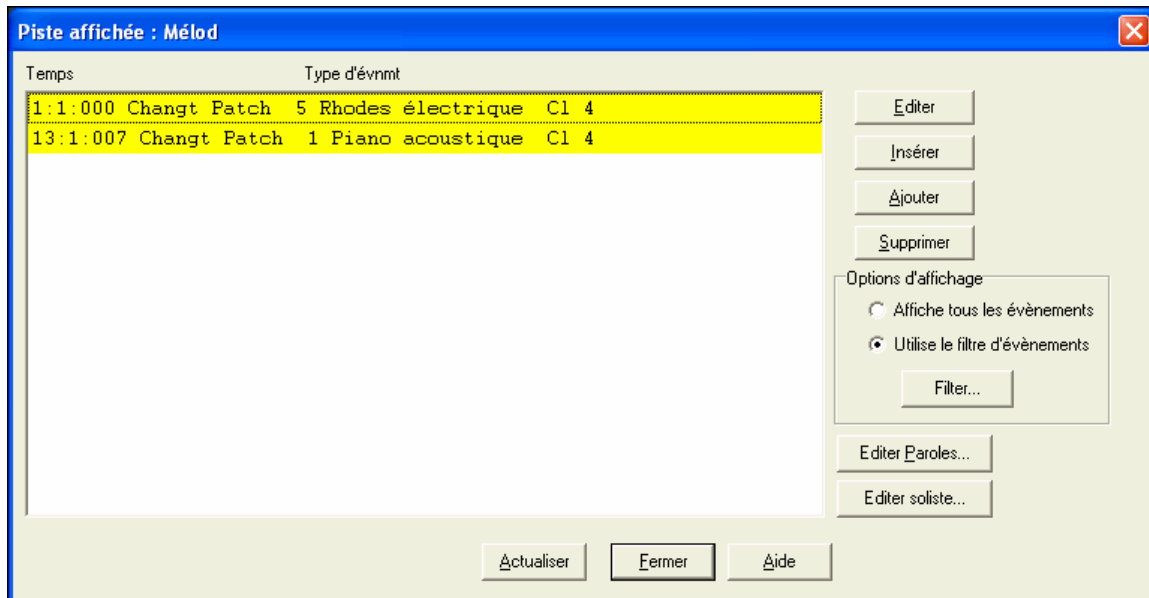 Piste affichée : Mélod
Temps Type d'évnmt
1:1:000 Changt Patch 5 Rhodes électrique Cl 4
13:1:007 Changt Patch 1 Piano acoustique Cl 4
Editer
Insérer
Ajouter
Supprimer
Options d'affichage
Affiche tous les évènements
Utilise le filtre d'évènements
Filter...
Editer Paroles...
Editer soliste...
Actualiser Fermer Aide